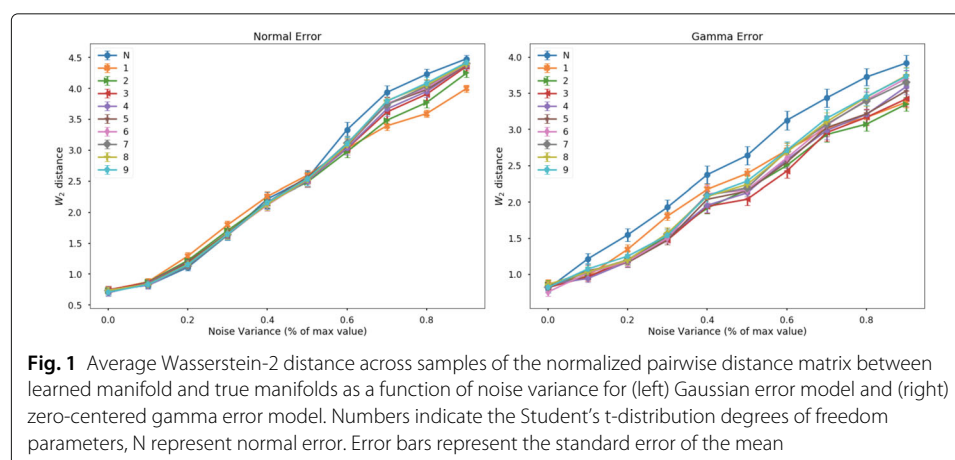 Normal Error
4.5
4.0
3.5
3.0
2.5
2.0
1.5
1.0
0.5
W2 distance
N
1
2
3
4
5
6
7
8
9
0.0 0.2 0.4 0.6 0.8
Noise Variance (% of max value)
Gamma Error
4.0
3.5
3.0
2.5
2.0
1.5
1.0
W2 distance
N
1
2
3
4
5
6
7
8
9
0.0 0.2 0.4 0.6 0.8
Noise Variance (% of max value)
Fig. 1 Average Wasserstein-2 distance across samples of the normalized pairwise distance matrix between
learned manifold and true manifolds as a function of noise variance for (left) Gaussian error model and (right)
zero-centered gamma error model. Numbers indicate the Student's t-distribution degrees of freedom
parameters, N represent normal error. Error bars represent the standard error of the mean